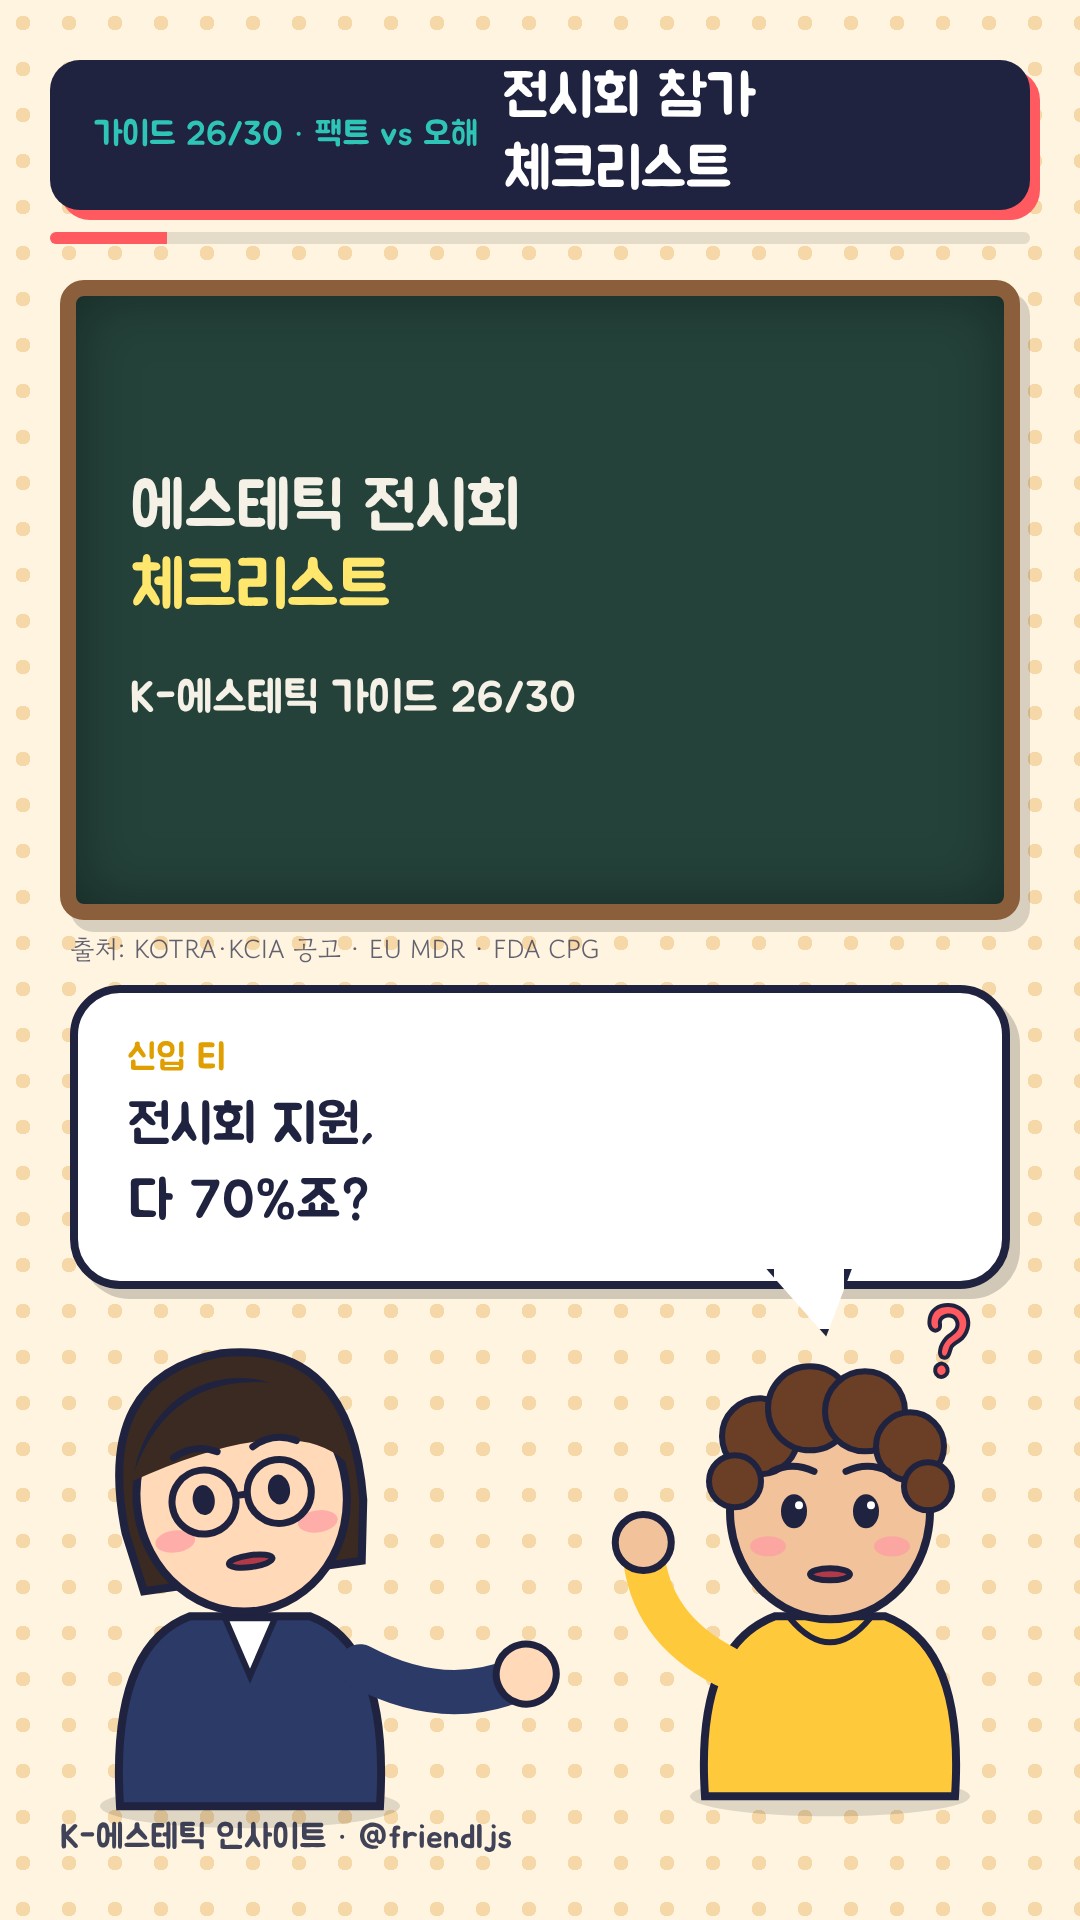 가이드 26/30 · 팩트 vs 오해
전시회 참가
체크리스트
에스테틱 전시회
체크리스트
K-에스테틱 가이드 26/30
출처: KOTRA·KCIA 공고 · EU MDR · FDA CPG
신입 티
전시회 지원,
다 70%죠?
?
K-에스테틱 인사이트 · @friendljs